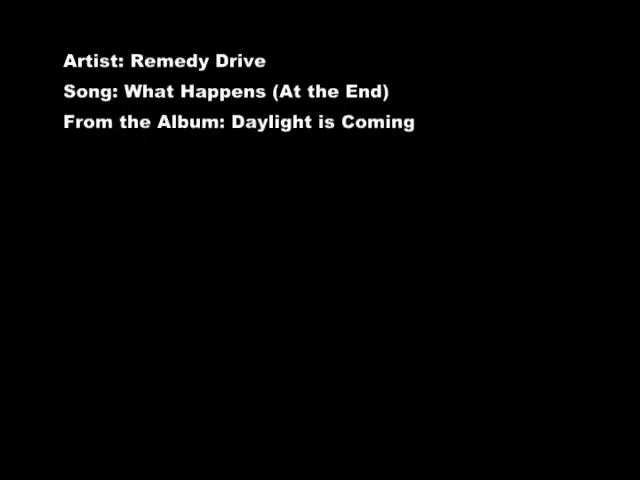 Artist: Remedy Drive
Song: What Happens (At the End)
From the Album: Daylight is Coming